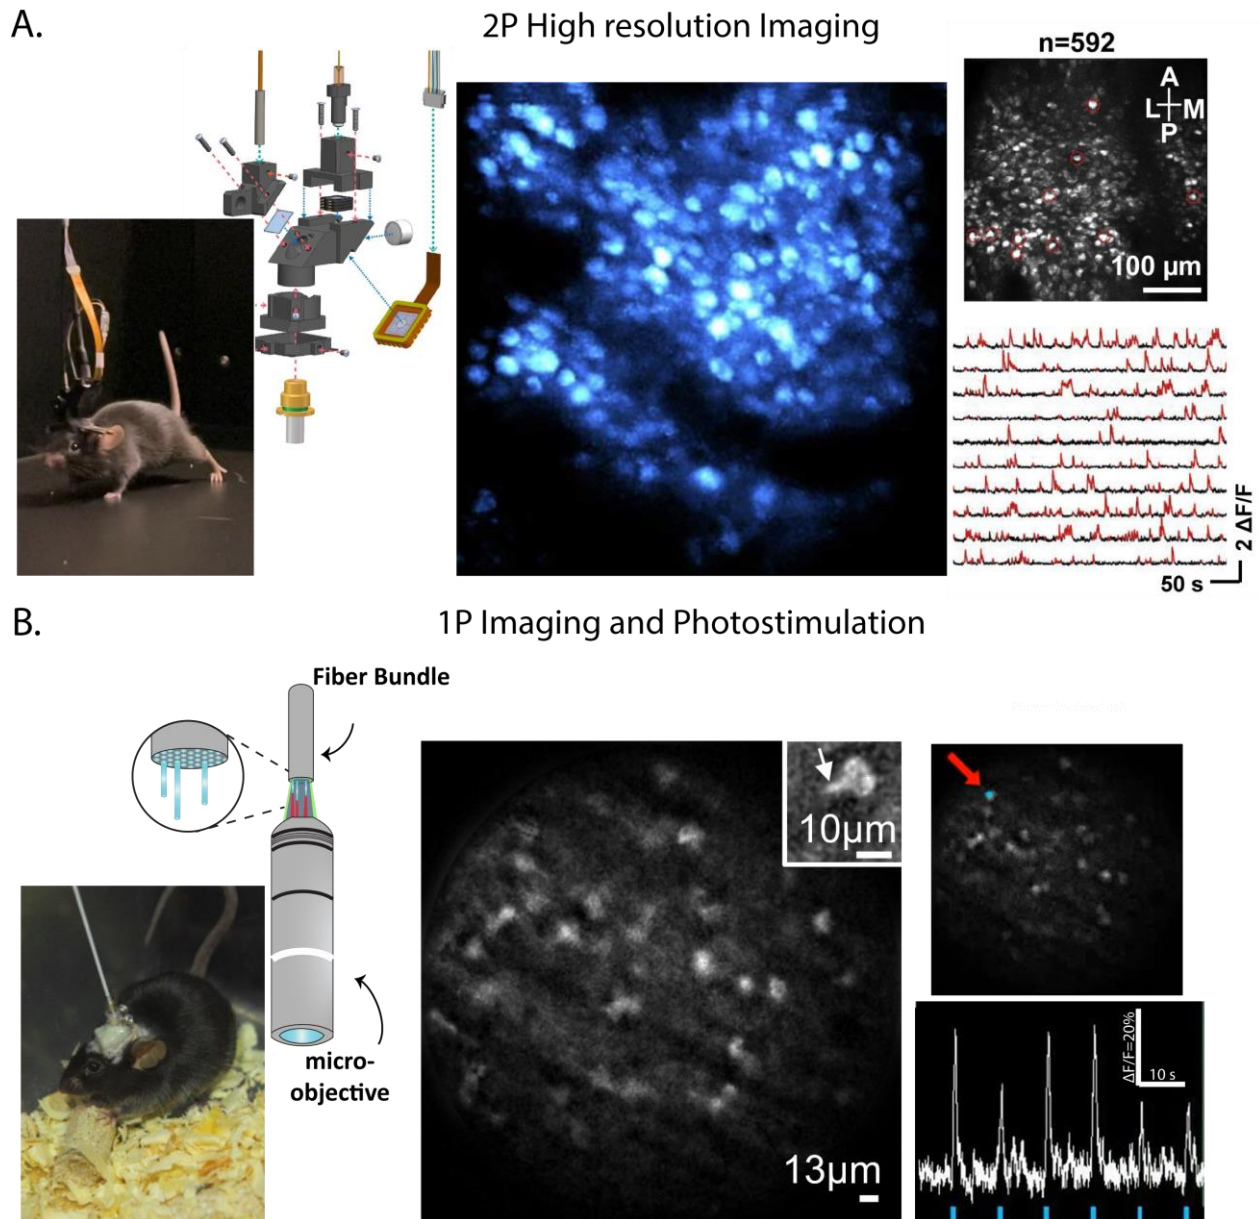 A.
2P High resolution Imaging
n=592
A
L M
P
100 µm
2 ΔF/F
50 s
B.
1P Imaging and Photostimulation
Fiber Bundle
10µm
ΔF/F=20%
10 s
micro-
objective
13µm